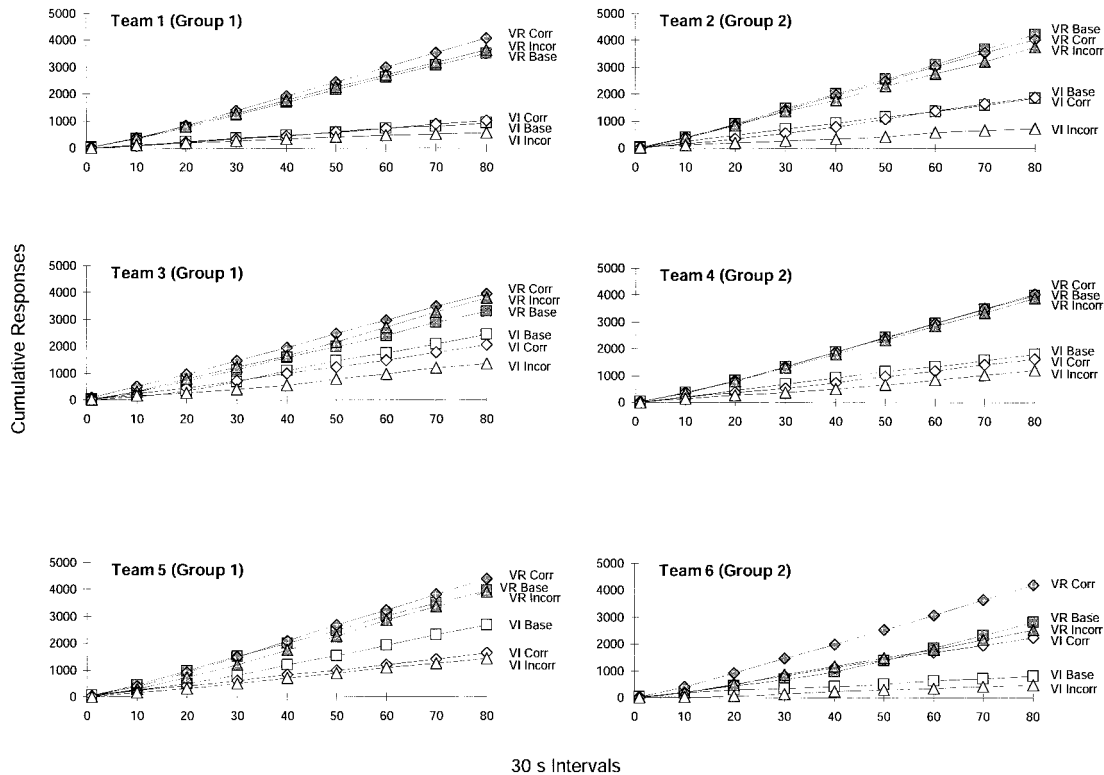 Team 1 (Group 1)
5000
4000
3000
2000
1000
0
VR Corr
VR Incor
VR Base
VI Corr
VI Base
VI Incor
0 10 20 30 40 50 60 70 80
Team 2 (Group 2)
5000
4000
3000
2000
1000
0
VR Base
VR Corr
VR Incorr
VI Base
VI Corr
VI Incorr
0 10 20 30 40 50 60 70 80
Cumulative Responses
Team 3 (Group 1)
5000
4000
3000
2000
1000
0
VR Corr
VR Incorr
VR Base
VI Base
VI Corr
VI Incor
0 10 20 30 40 50 60 70 80
Team 4 (Group 2)
5000
4000
3000
2000
1000
0
VR Corr
VR Base
VR Incorr
VI Base
VI Corr
VI Incorr
0 10 20 30 40 50 60 70 80
Team 5 (Group 1)
5000
4000
3000
2000
1000
0
VR Corr
VR Base
VR Incorr
VI Base
VI Corr
VI Incorr
0 10 20 30 40 50 60 70 80
Team 6 (Group 2)
5000
4000
3000
2000
1000
0
VR Corr
VR Base
VR Incorr
VI Corr
VI Base
VI Incorr
0 10 20 30 40 50 60 70 80
30 s Intervals